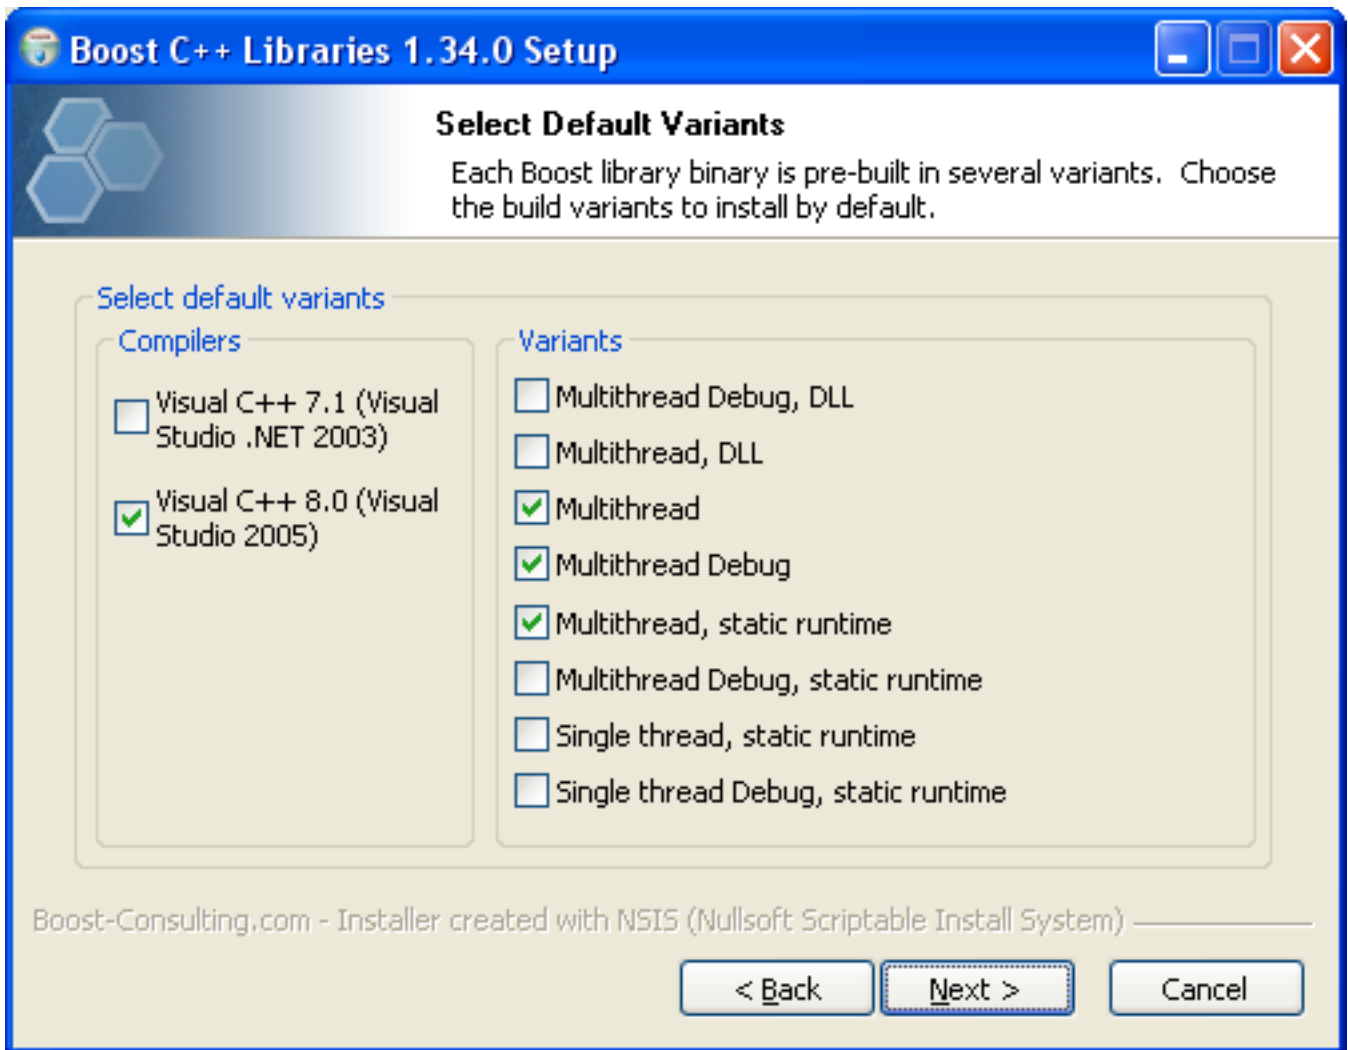 Boost C++ Libraries 1.34.0 Setup
Select Default Variants
Each Boost library binary is pre-built in several variants.  Choose
the build variants to install by default.
Select default variants
Compilers
Visual C++ 7.1 (Visual
Studio .NET 2003)
Visual C++ 8.0 (Visual
Studio 2005)
Variants
Multithread Debug, DLL
Multithread, DLL
Multithread
Multithread Debug
Multithread, static runtime
Multithread Debug, static runtime
Single thread, static runtime
Single thread Debug, static runtime
Boost-Consulting.com - Installer created with NSIS (Nullsoft Scriptable Install System)
< Back
Next >
Cancel